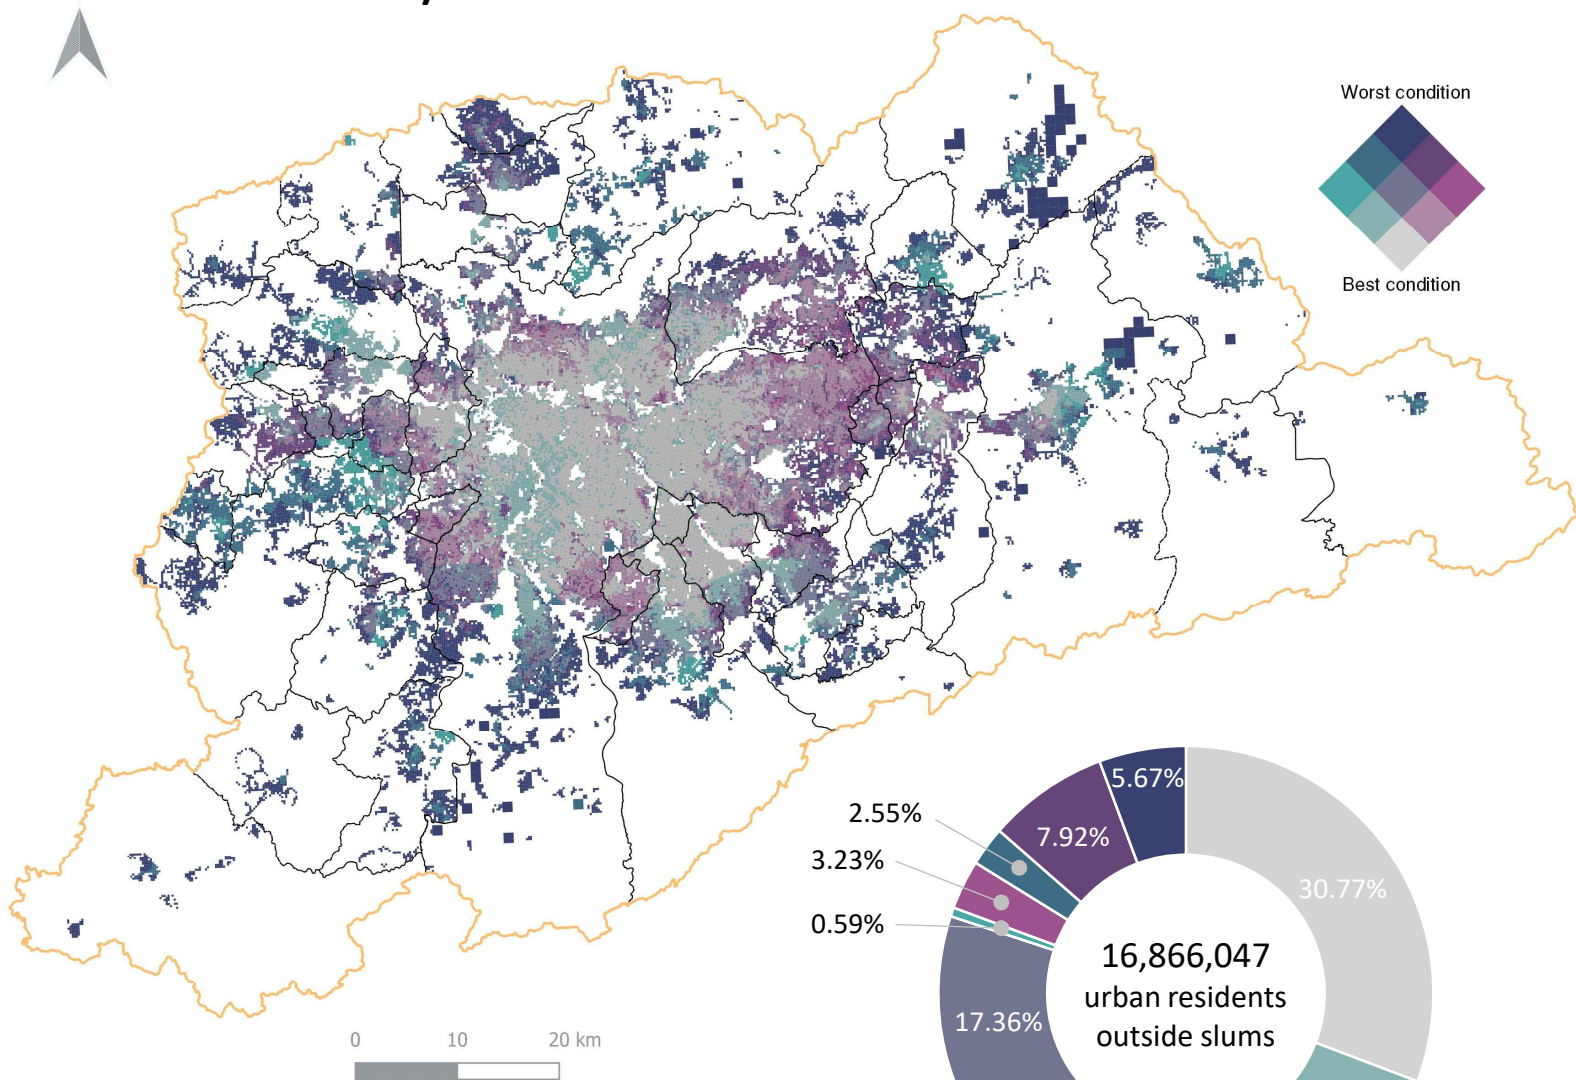 Worst condition
Best condition
5.67%
2.55%
7.92%
3.23%
30.77%
0.59%
16,866,047
urban residents
outside slums
17.36%
0 10 20 km